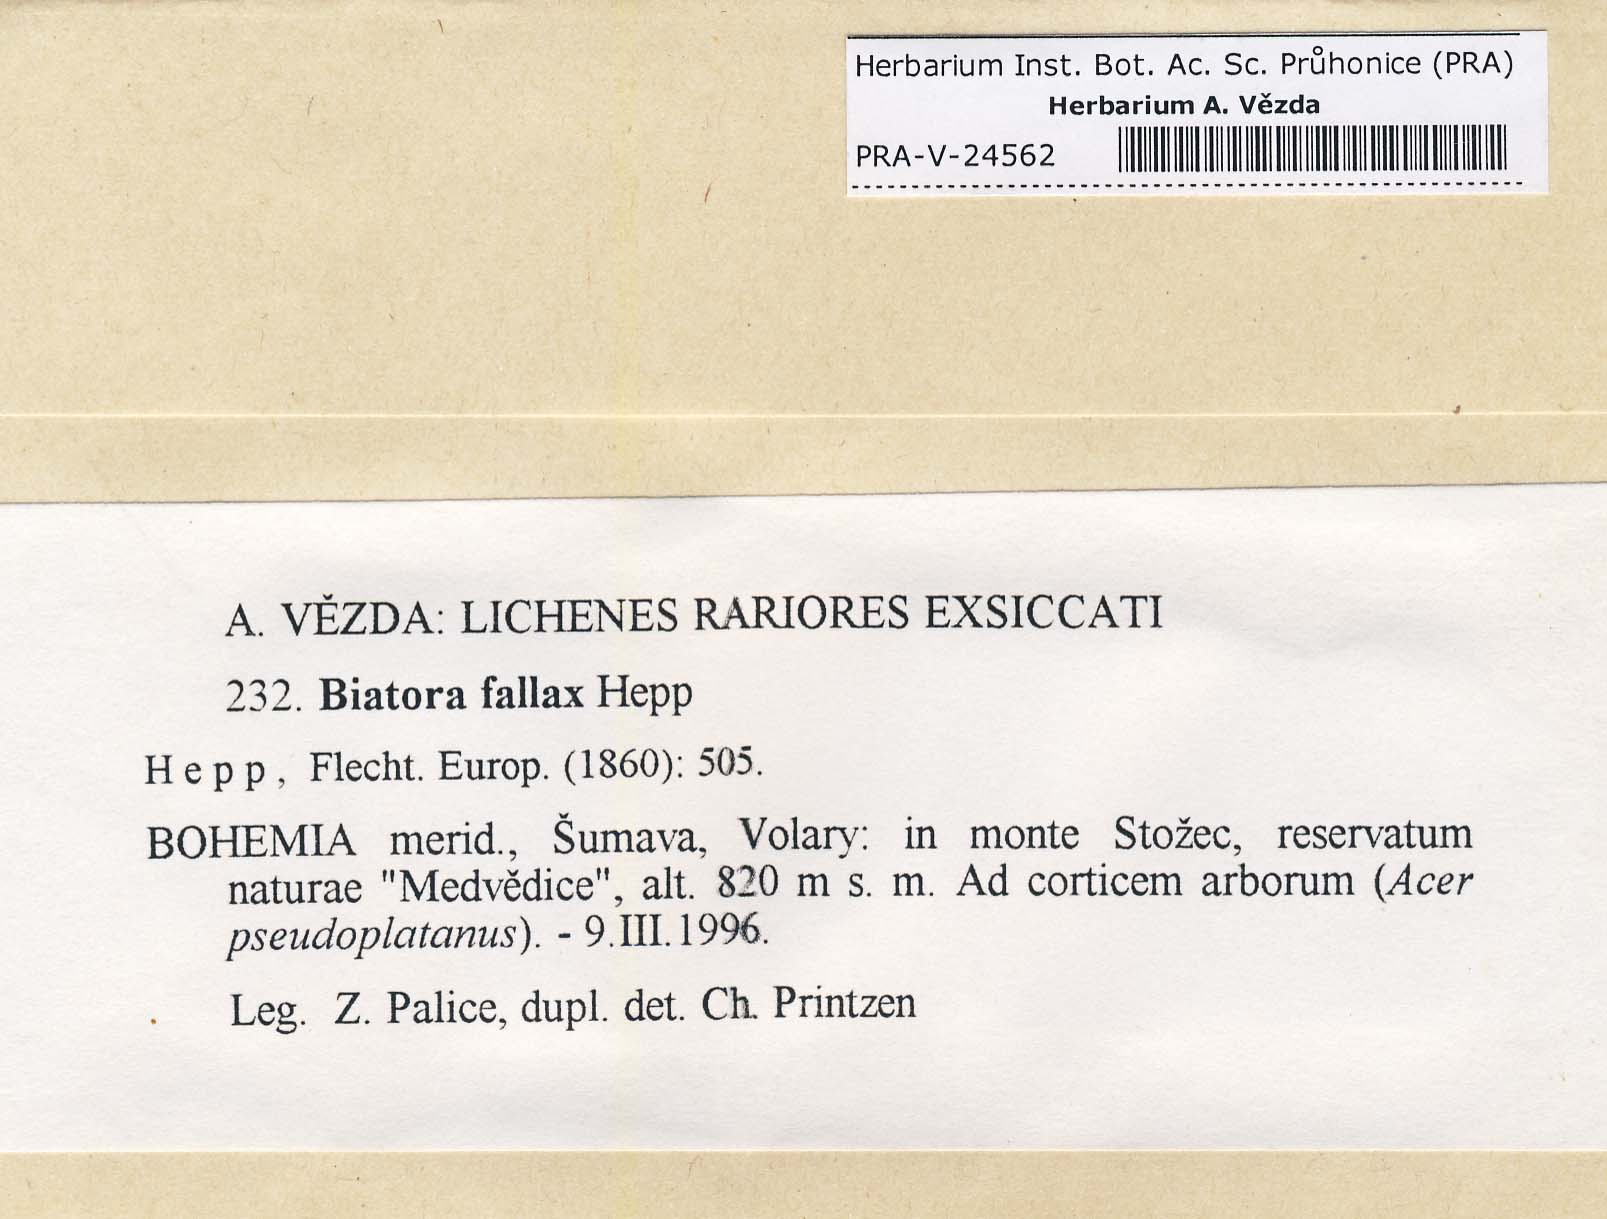 Herbarium Inst. Bot. Ac. Sc. Průhonice (PRA)
Herbarium A. Vězda
PRA-V-24562
A. VĚZDA: LICHENES RARIORES EXSICCATI
232. Biatora fallax Hepp
Hepp, Flecht. Europ. (1860): 505.
BOHEMIA merid., Šumava, Volary: in monte Stožec, reservatum
naturae "Medvědice", alt. 820 m s. m. Ad corticem arborum (Acer
pseudoplatanus). - 9.III.1996.
Leg. Z. Palice, dupl. det. Ch. Printzen